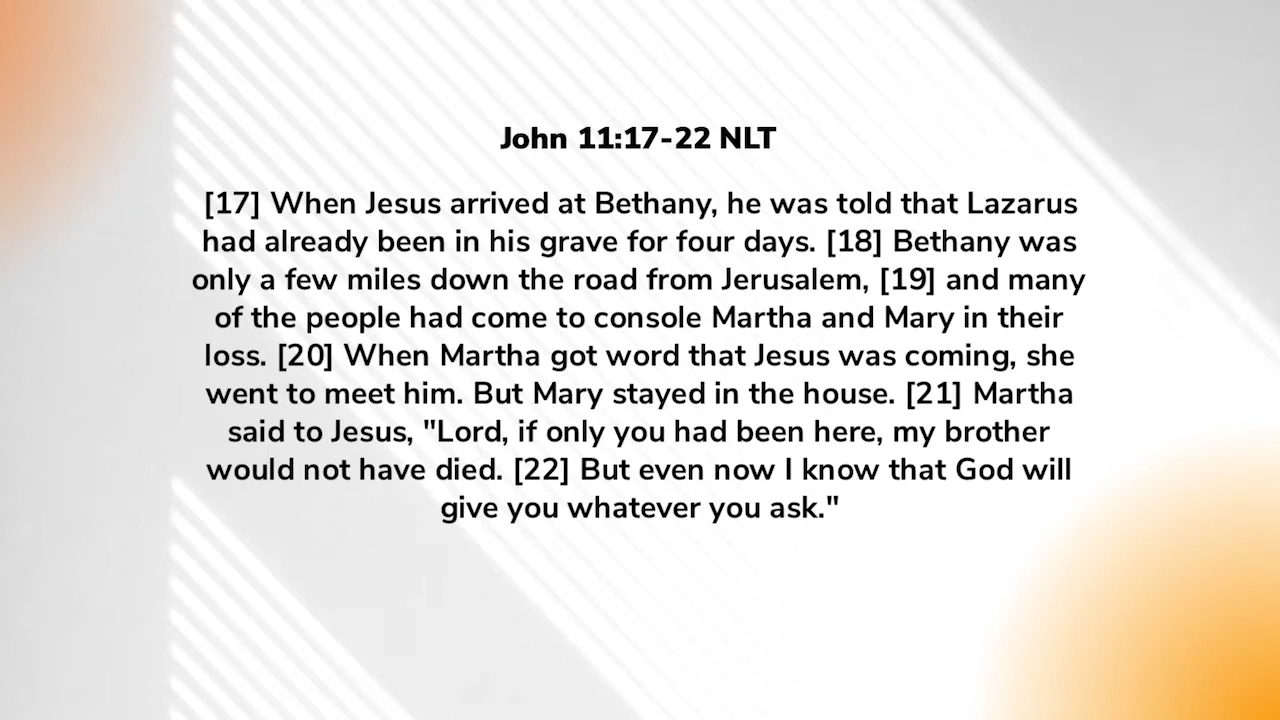 John 11:17-22 NLT
[17] When Jesus arrived at Bethany, he was told that Lazarus
had already been in his grave for four days. [18] Bethany was
only a few miles down the road from Jerusalem, [19] and many
of the people had come to console Martha and Mary in their
loss. [20] When Martha got word that Jesus was coming, she
went to meet him. But Mary stayed in the house. [21] Martha
said to Jesus, "Lord, if only you had been here, my brother
would not have died. [22] But even now I know that God will
give you whatever you ask."